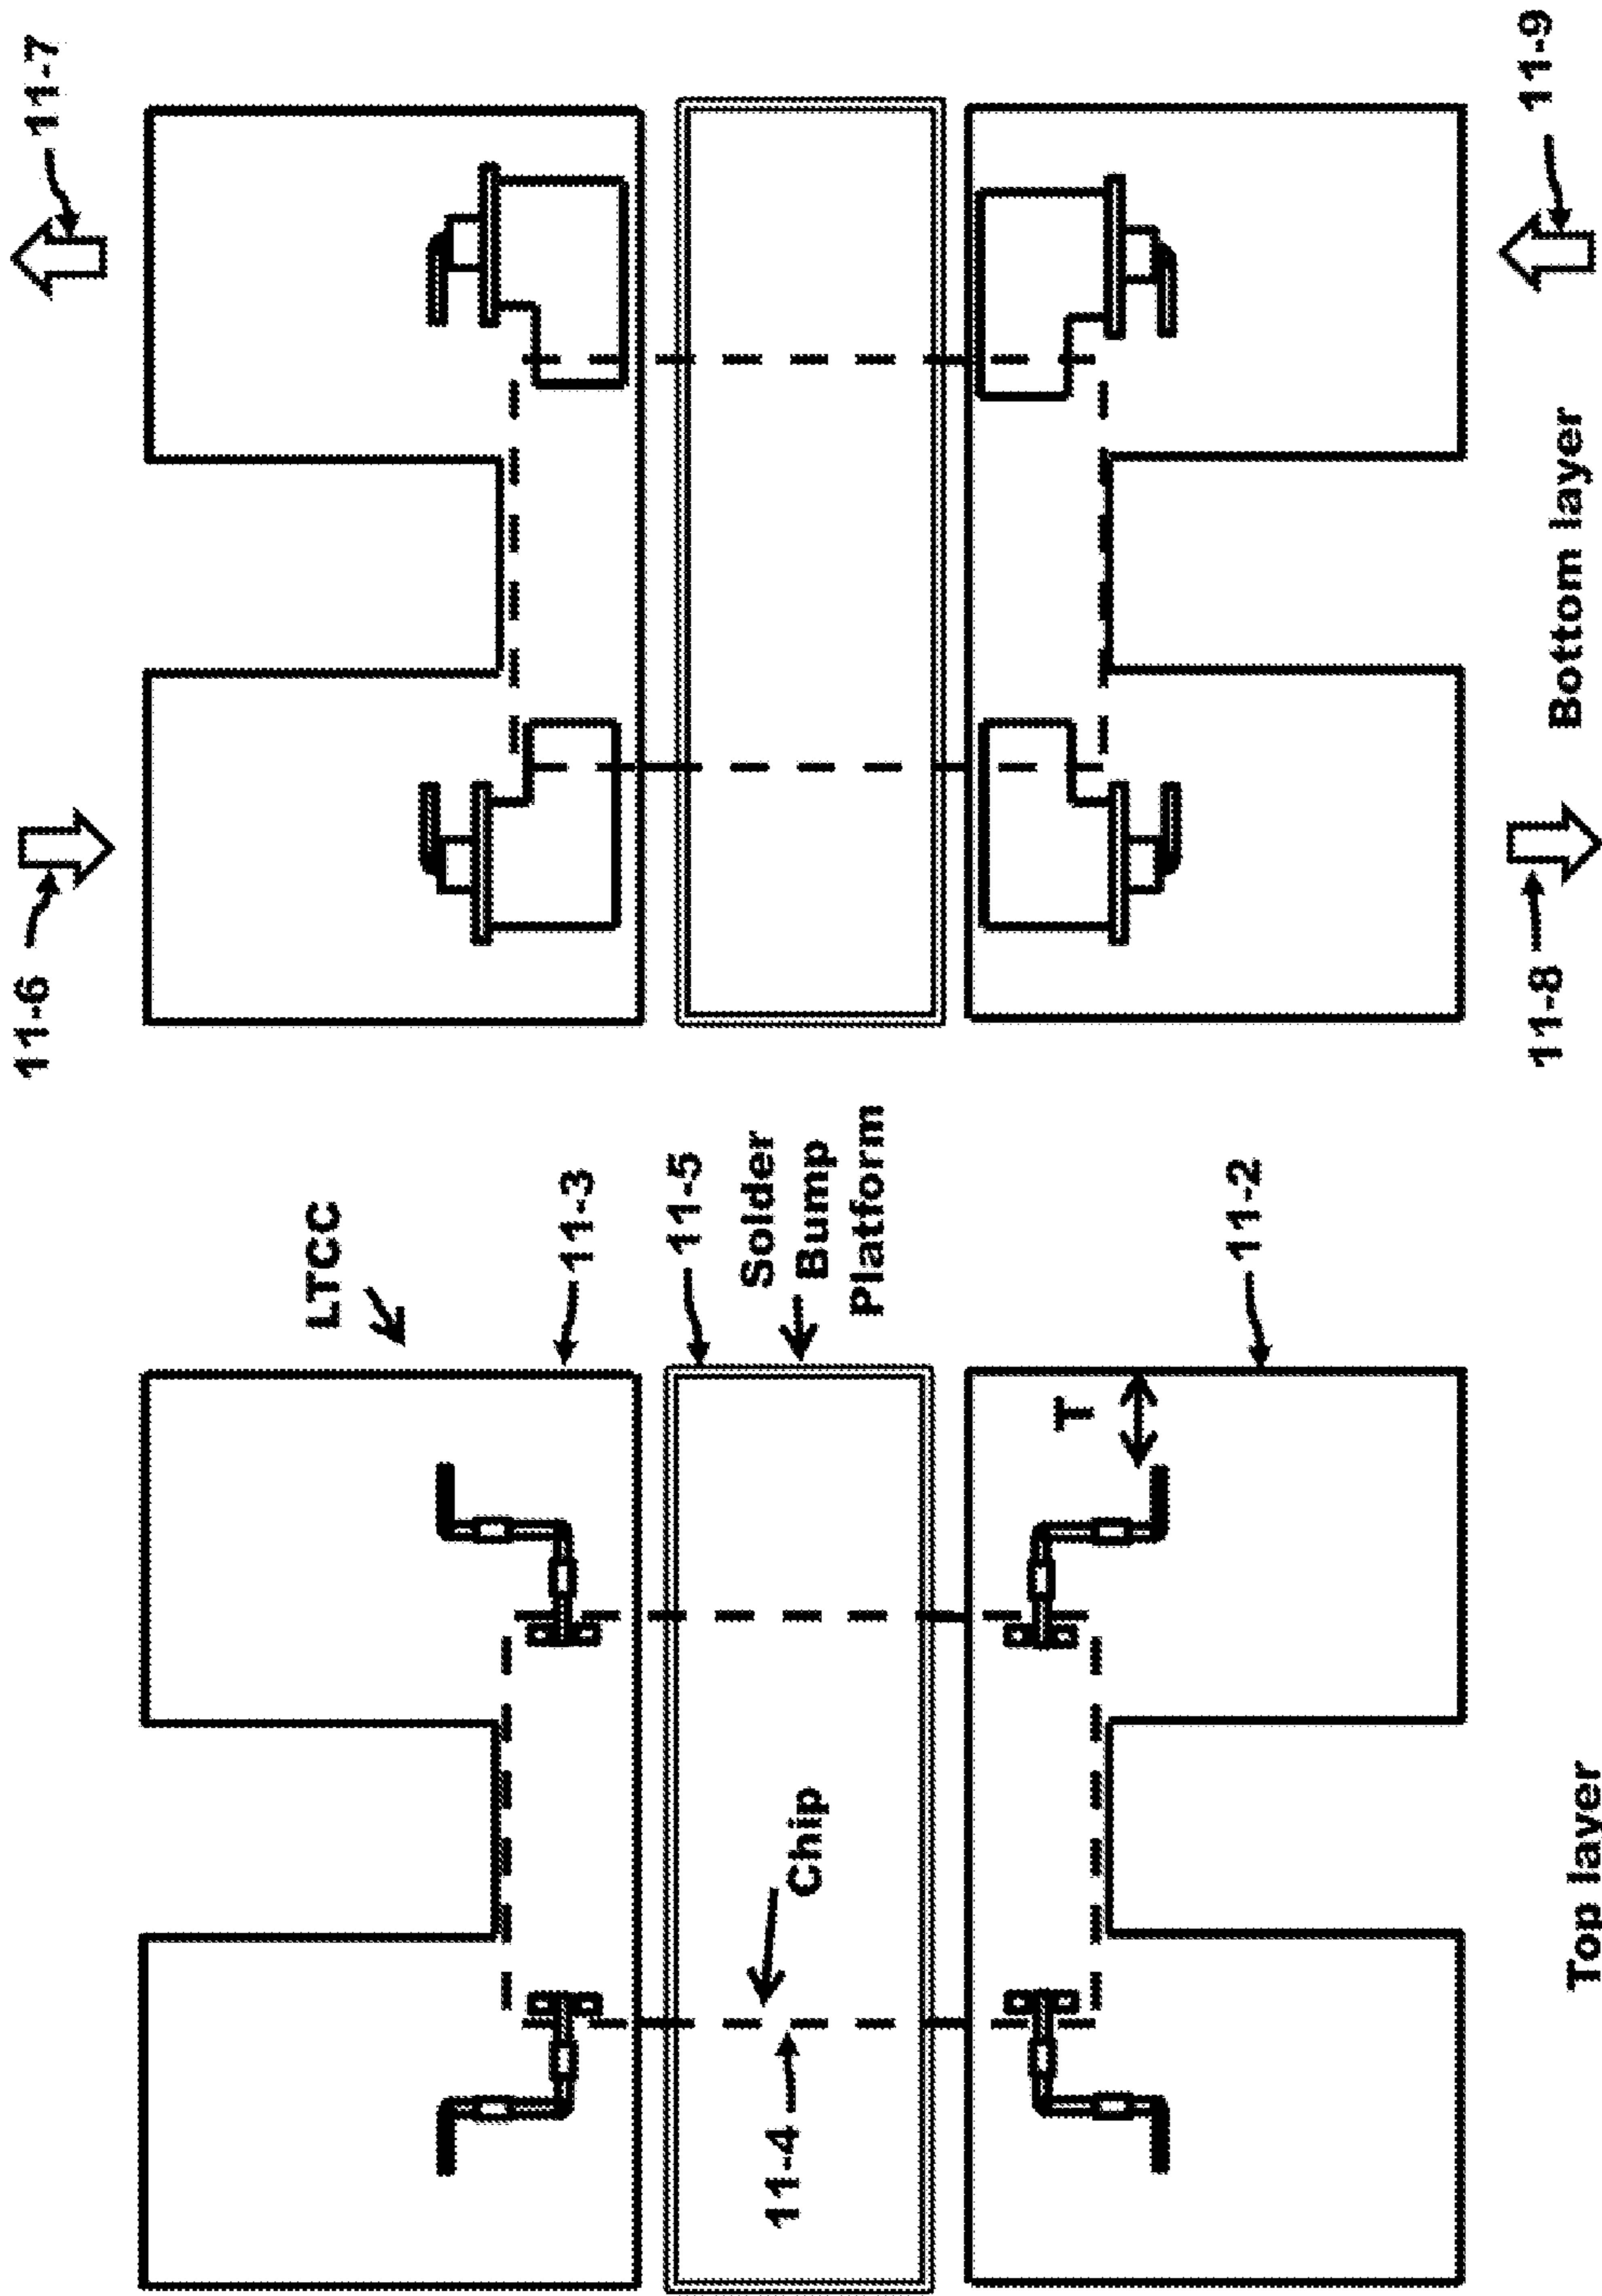 11-6
11-7
LTCC
11-3
11-5
Solder
Bump
Platform
11-4
Chip
T
11-2
11-8
11-9
Top layer
Bottom layer